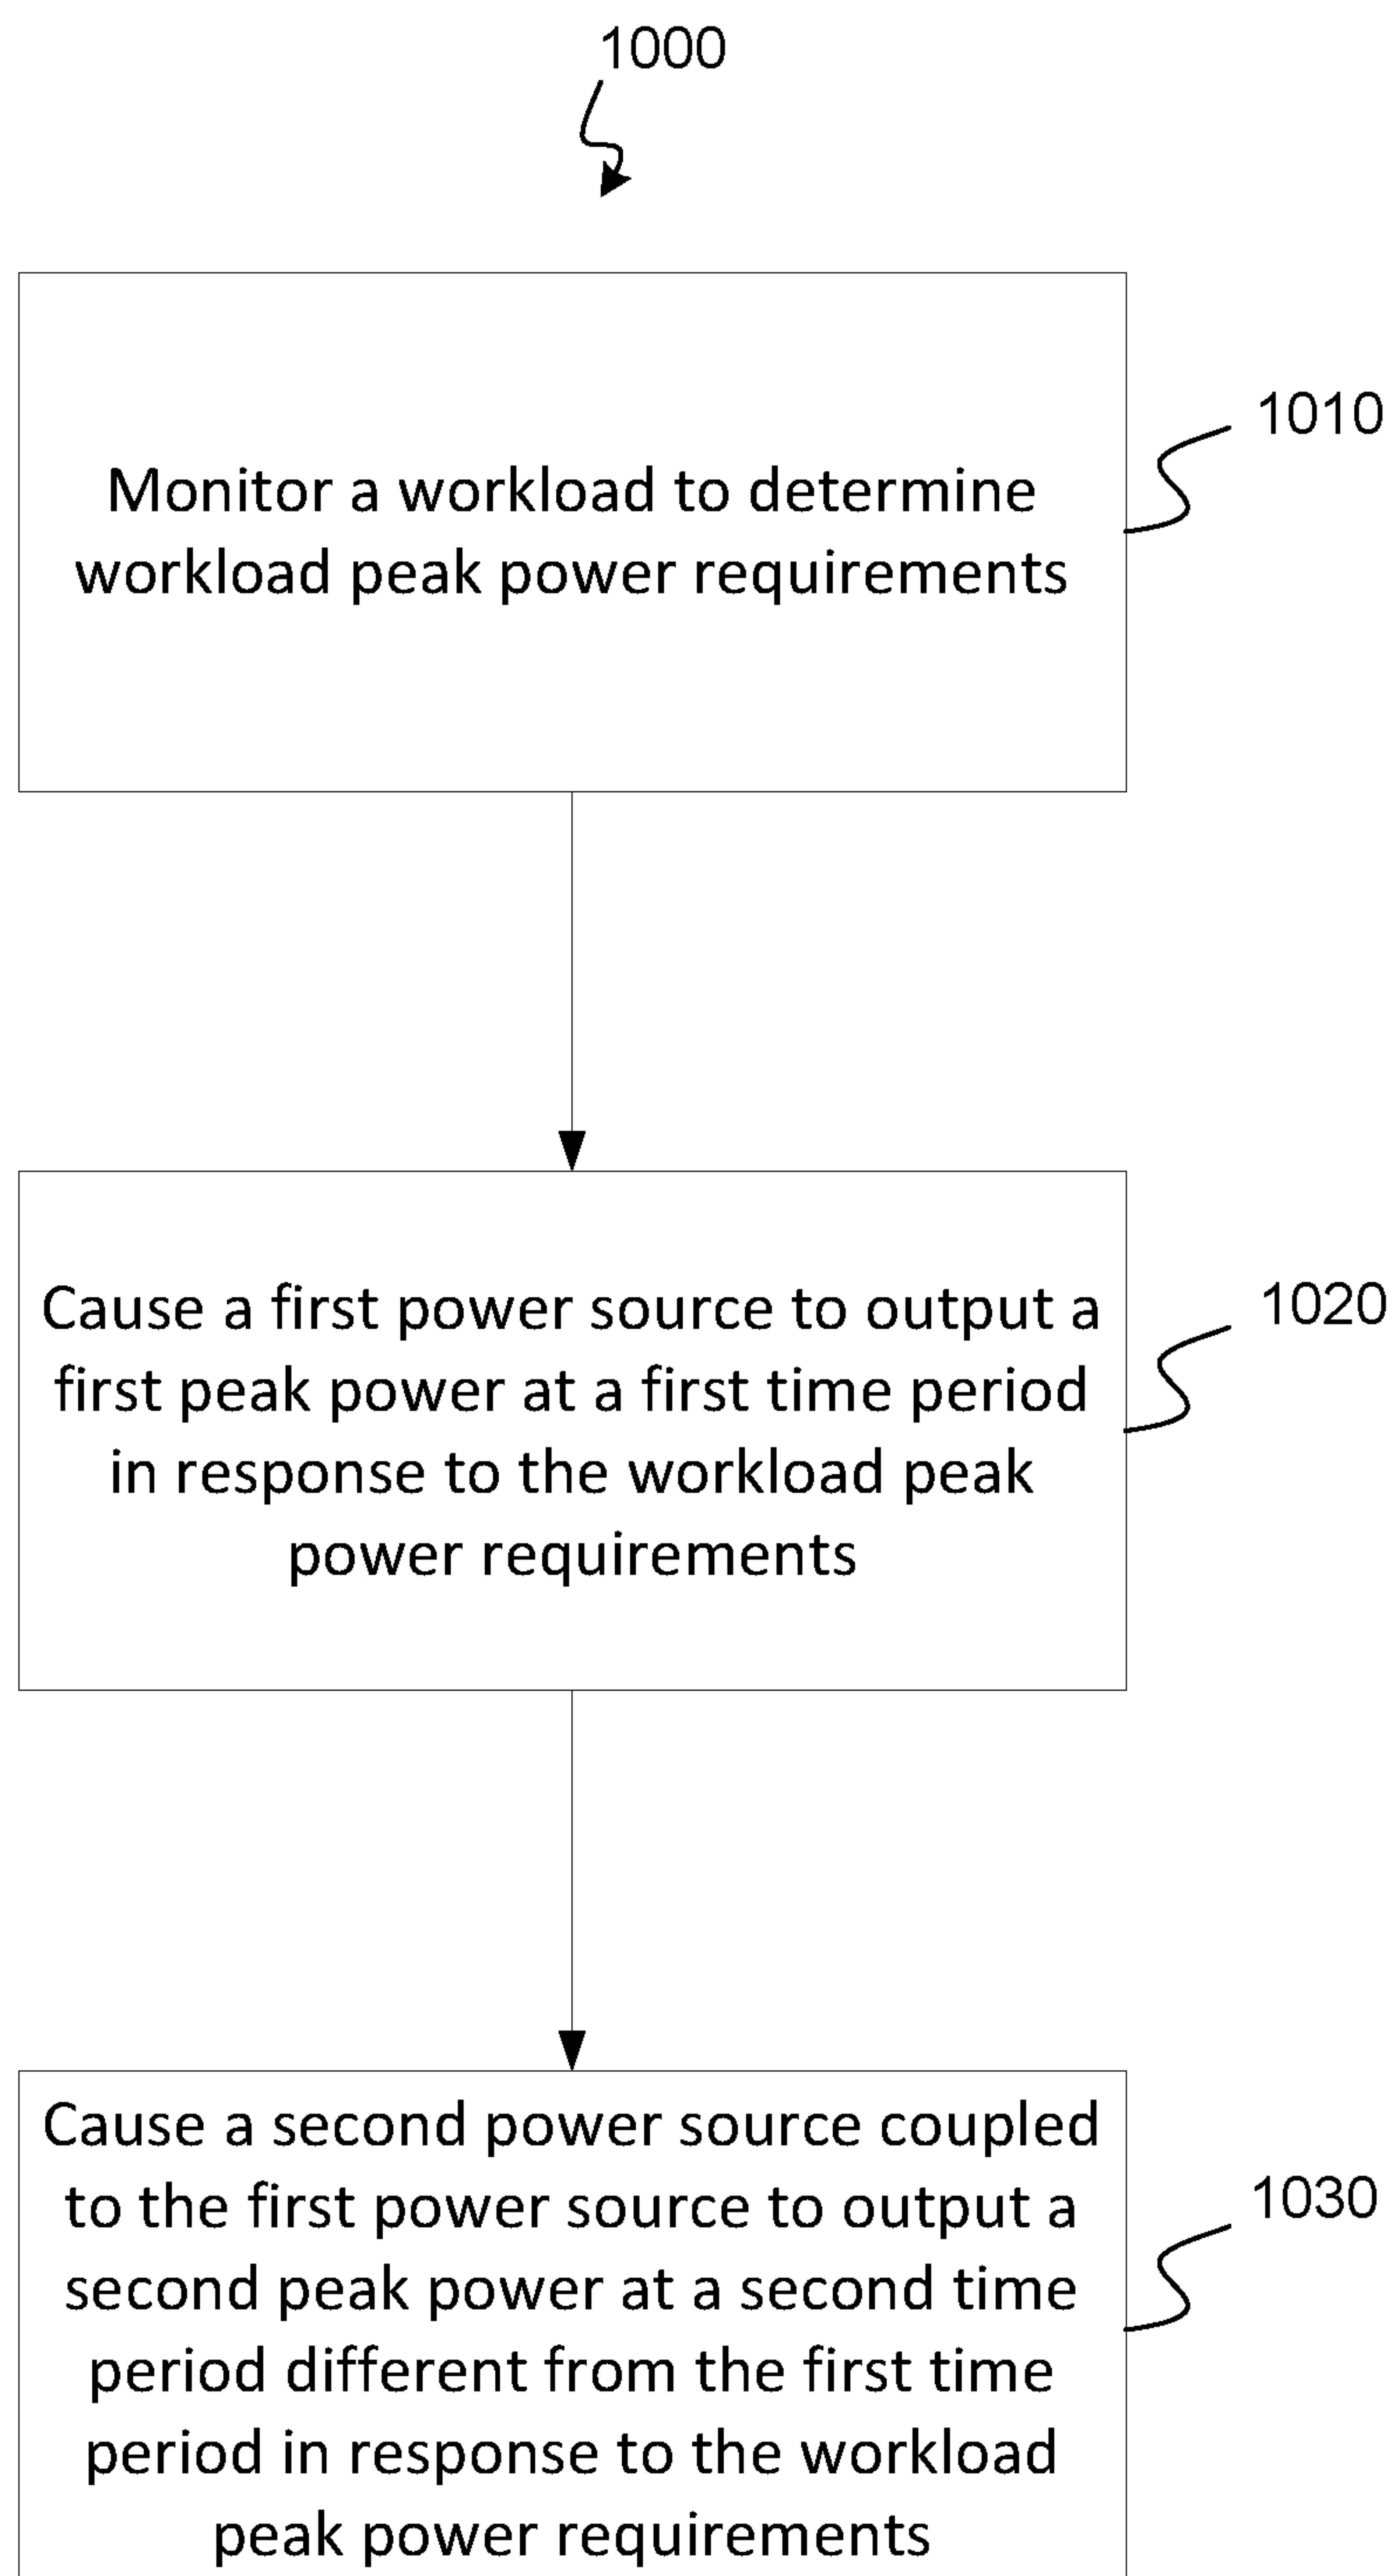 1000
1010
Monitor a workload to determine
workload peak power requirements
1020
Cause a first power source to output a
first peak power at a first time period
in response to the workload peak
power requirements
1030
Cause a second power source coupled
to the first power source to output a
second peak power at a second time
period different from the first time
period in response to the workload
peak power requirements